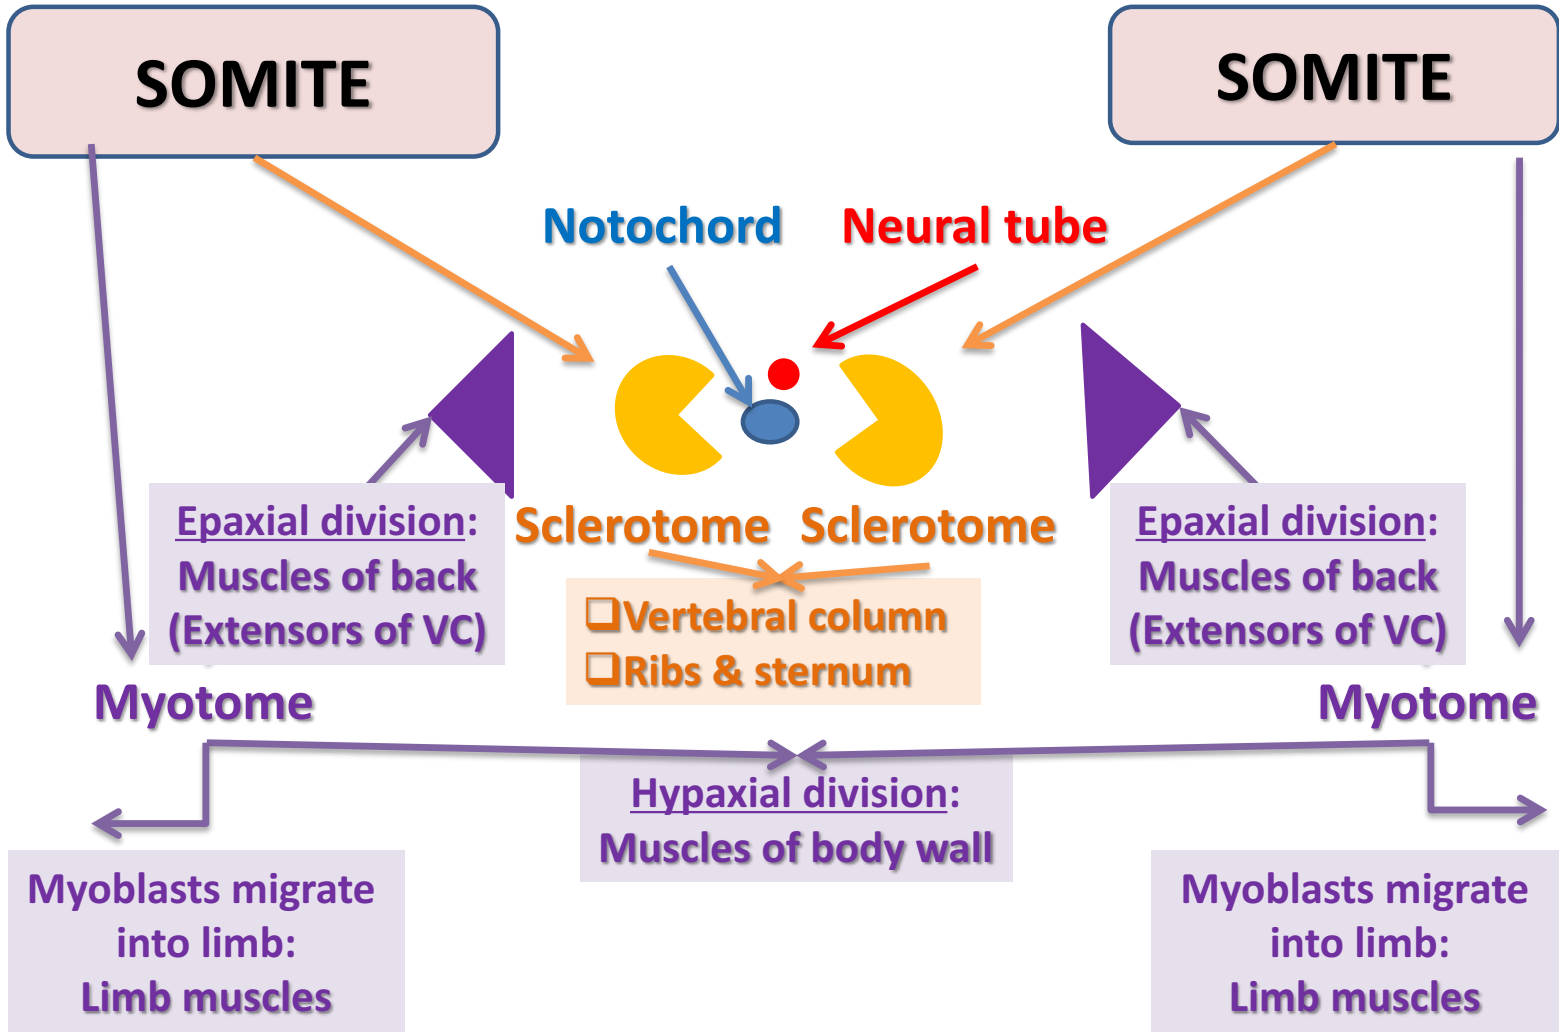 SOMITE
SOMITE
Notochord
Neural tube
Epaxial division:
Muscles of back
(Extensors of VC)
Sclerotome
Sclerotome
Epaxial division:
Muscles of back
(Extensors of VC)
❑Vertebral column
❑Ribs & sternum
Myotome
Myotome
Hypaxial division:
Muscles of body wall
Myoblasts migrate
into limb:
Limb muscles
Myoblasts migrate
into limb:
Limb muscles